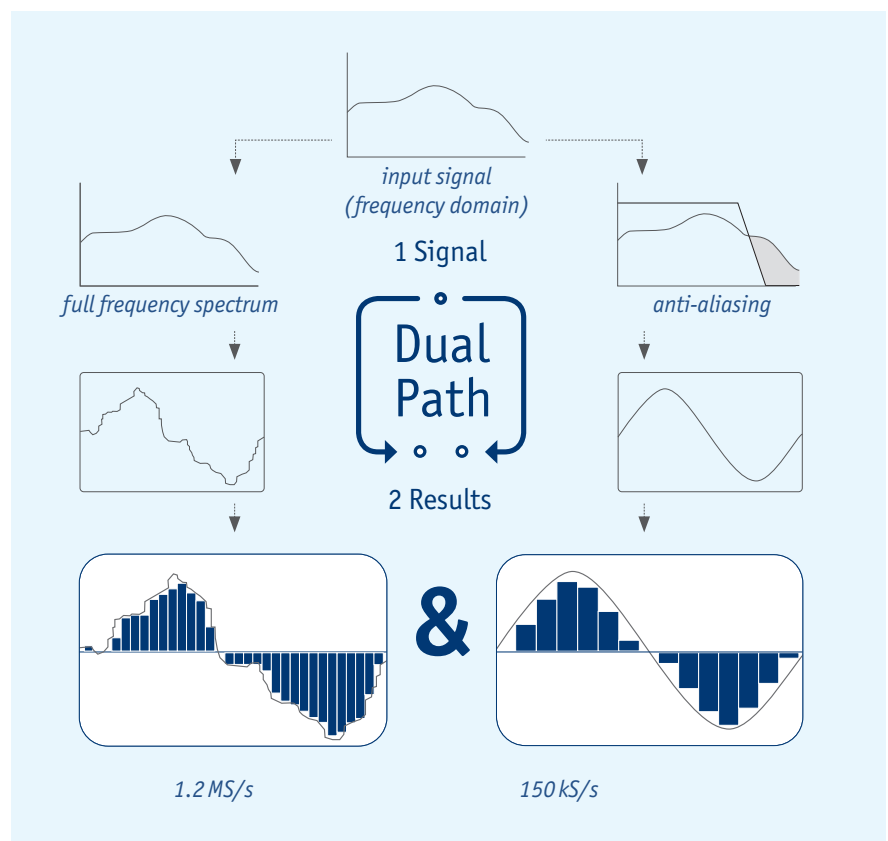 input signal
(frequency domain)
1 Signal
full frequency spectrum
anti-aliasing
Dual
Path
2 Results
&
1.2 MS/s
150 kS/s